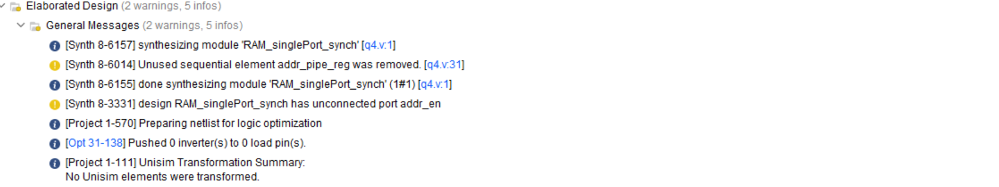 Elaborated Design (2 warnings, 5 infos)
General Messages (2 warnings, 5 infos)
[Synth 8-6157] synthesizing module 'RAM_singlePort_synch' [q4.v:1]
[Synth 8-6014] Unused sequential element addr_pipe_reg was removed. [q4.v:31]
[Synth 8-6155] done synthesizing module 'RAM_singlePort_synch' (1#1) [q4.v:1]
[Synth 8-3331] design RAM_singlePort_synch has unconnected port addr_en
[Project 1-570] Preparing netlist for logic optimization
[Opt 31-138] Pushed 0 inverter(s) to 0 load pin(s).
[Project 1-111] Unisim Transformation Summary:
No Unisim elements were transformed.